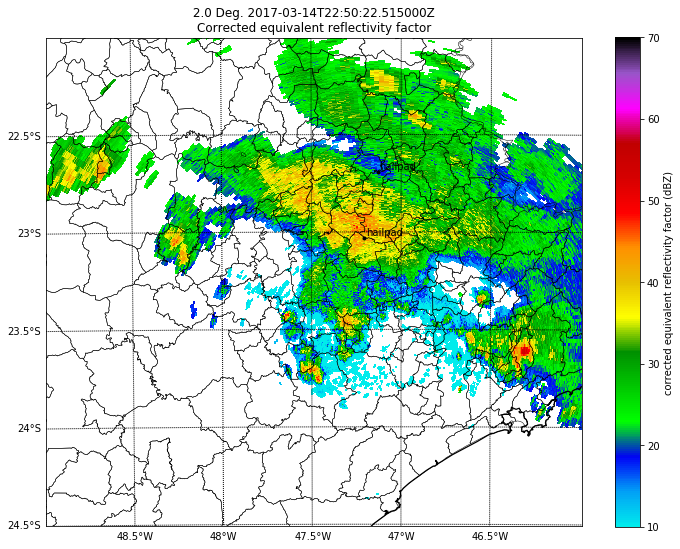 2.0 Deg. 2017-03-14T22:50:22.515000Z
Corrected equivalent reflectivity factor
70
60
50
40
30
20
10
corrected equivalent reflectivity factor (dBZ)
22.5°S
23°S
23.5°S
24°S
24.5°S
hailpad
hailpad
48.5°W
48°W
47.5°W
47°W
46.5°W